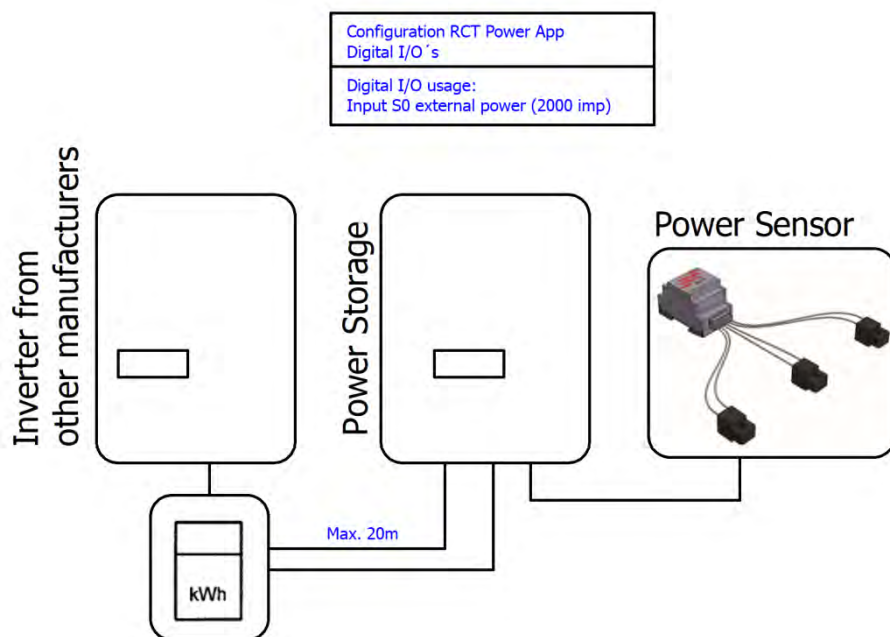 Configuration RCT Power App
Digital I/O´s
Digital I/O usage:
Input S0 external power (2000 imp)
Inverter from
other manufacturers
Power Storage
Power Sensor
Max. 20m
kWh